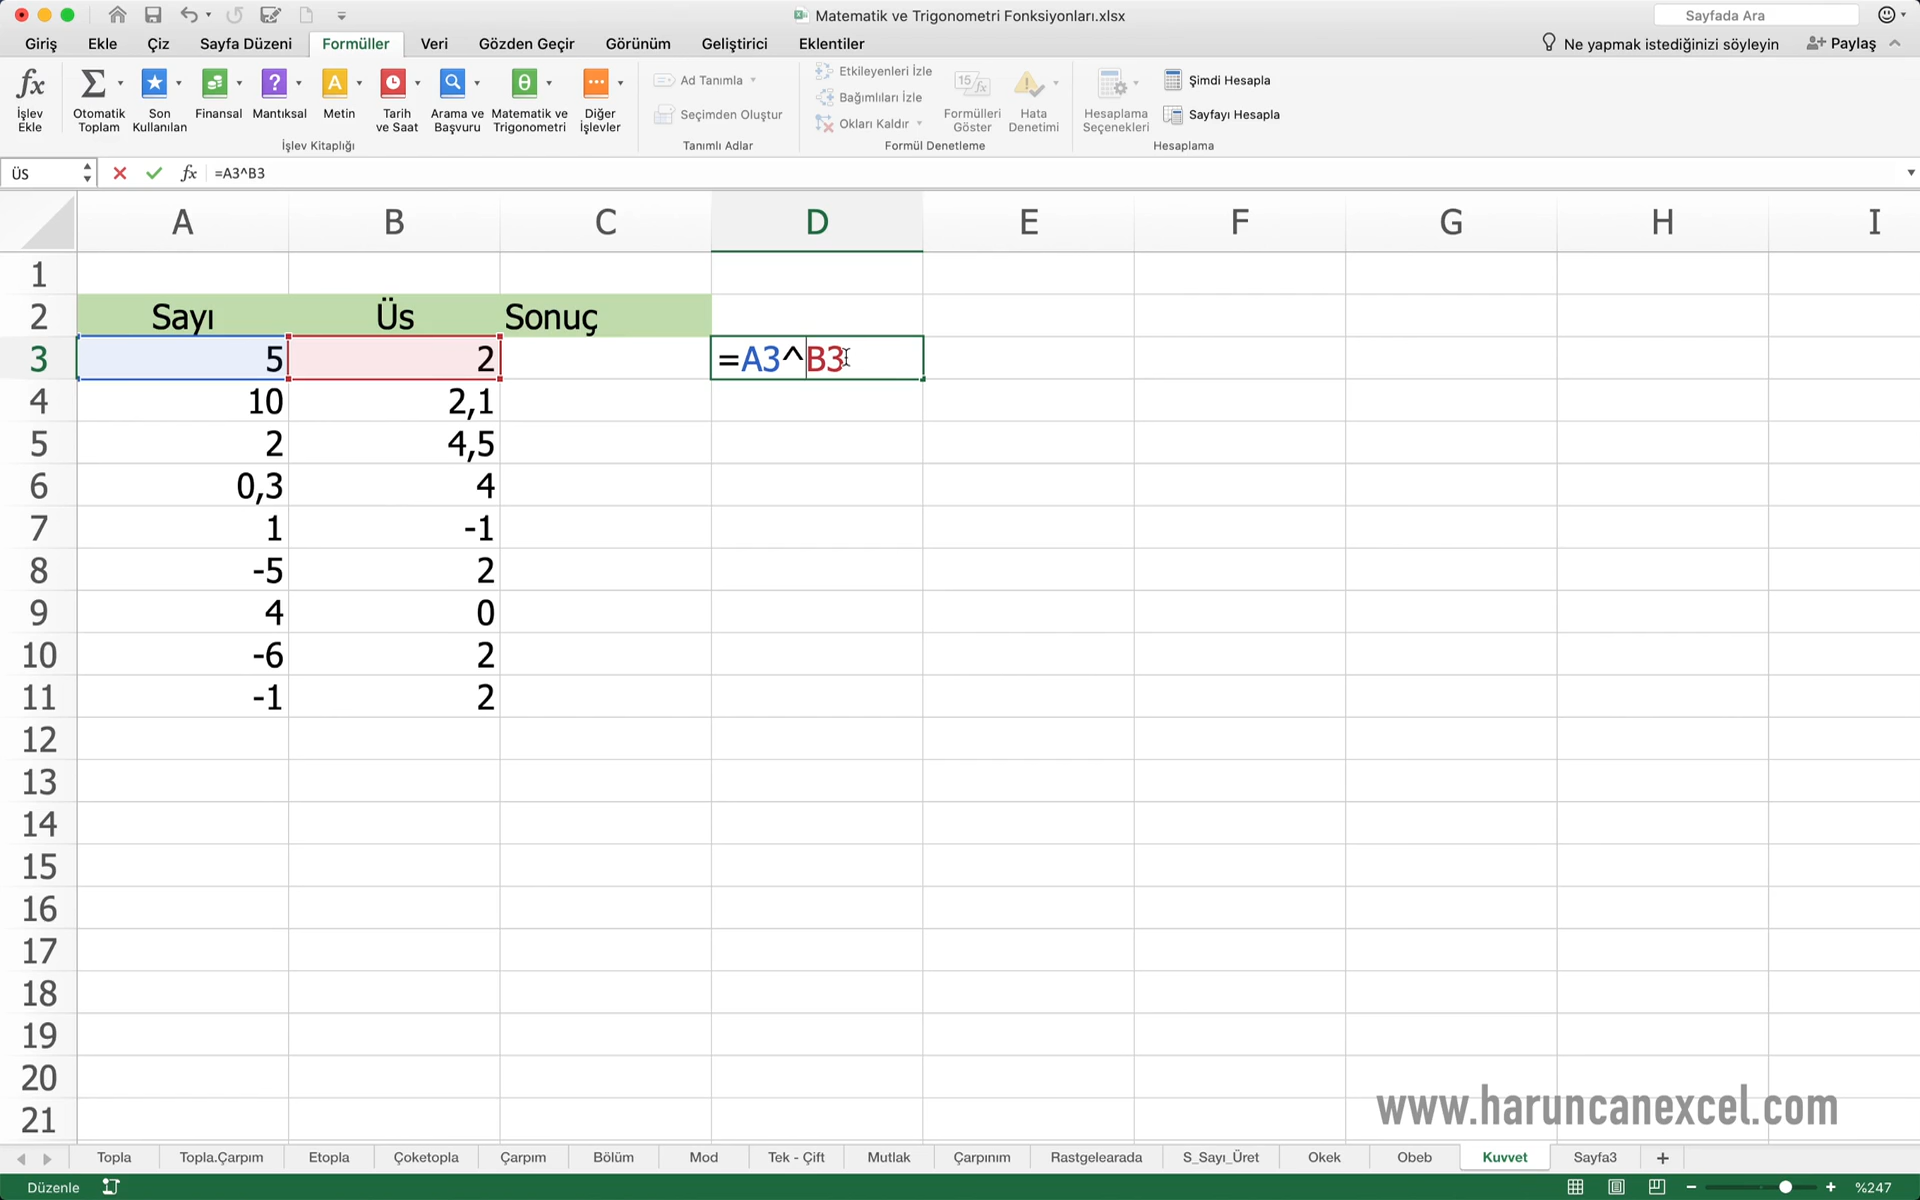 Matematik ve Trigonometri Fonksiyonları.xlsx
Sayfada Ara
Giriş Ekle Çiz Sayfa Düzeni Formüller Veri Gözden Geçir Görünüm Geliştirici Eklentiler
Ne yapmak istediğinizi söyleyin
Paylaş
İşlev Ekle
Otomatik Toplam
Son Kullanılan
Finansal
Mantıksal
Metin
Tarih ve Saat
Arama ve Başvuru
Matematik ve Trigonometri
Diğer İşlevler
İşlev Kitaplığı
Ad Tanımla
Seçimden Oluştur
Tanımlı Adlar
Etkileyenleri İzle
Bağımlıları İzle
Okları Kaldır
Formülleri Göster
Hata Denetimi
Formül Denetleme
Hesaplama Seçenekleri
Şimdi Hesapla
Sayfayı Hesapla
Hesaplama
ÜS fx =A3^B3
A B C D E F G H I
1
2 Sayı Üs Sonuç
3 5 2 =A3^B3
4 10 2,1
5 2 4,5
6 0,3 4
7 1 -1
8 -5 2
9 4 0
10 -6 2
11 -1 2
12
13
14
15
16
17
18
19
20
21
www.haruncanexcel.com
Topla Topla.Çarpım Etopla Çoketopla Çarpım Bölüm Mod Tek - Çift Mutlak Çarpınım Rastgelearada S_Sayı_Üret Okek Obeb Kuvvet Sayfa3 +
Düzenle
%247